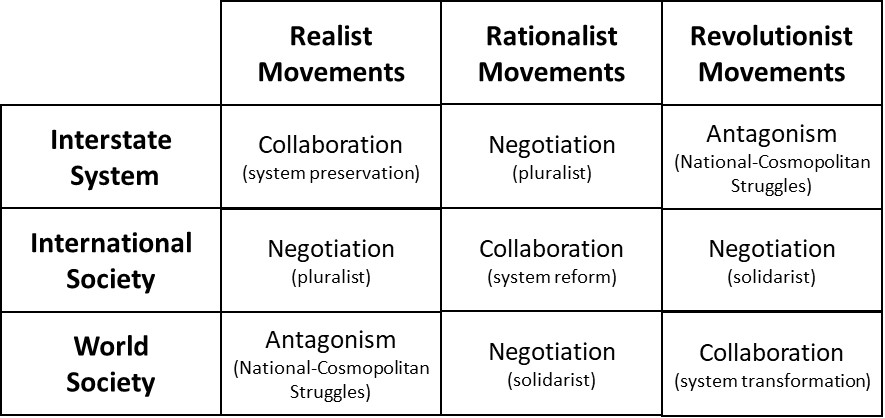 Realist
Movements
Rationalist
Movements
Revolutionist
Movements
Interstate
System
Collaboration
(system preservation)
Negotiation
(pluralist)
Antagonism
(National-Cosmopolitan
Struggles)
International
Society
Negotiation
(pluralist)
Collaboration
(system reform)
Negotiation
(solidarist)
World
Society
Antagonism
(National-Cosmopolitan
Struggles)
Negotiation
(solidarist)
Collaboration
(system transformation)